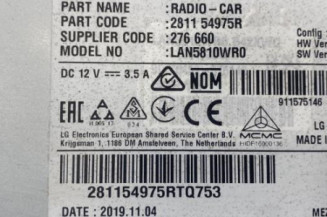 PART NAME : RADIO-CAR
PART CODE : 2811 54975R
SUPPLIER CODE : 276 660
MODEL NO : LAN5810WR0
Config
HW Ver
SW Ver
DC 12 V 3.5 A
NOM
911575146
EAC
MCMC
LG Electronics European Shared Service Center B.V.
Krijgsman 1, 1186 DM Amstelveen, The Netherlands
LG
MADE
281154975RTQ753
DATE : 2019.11.04